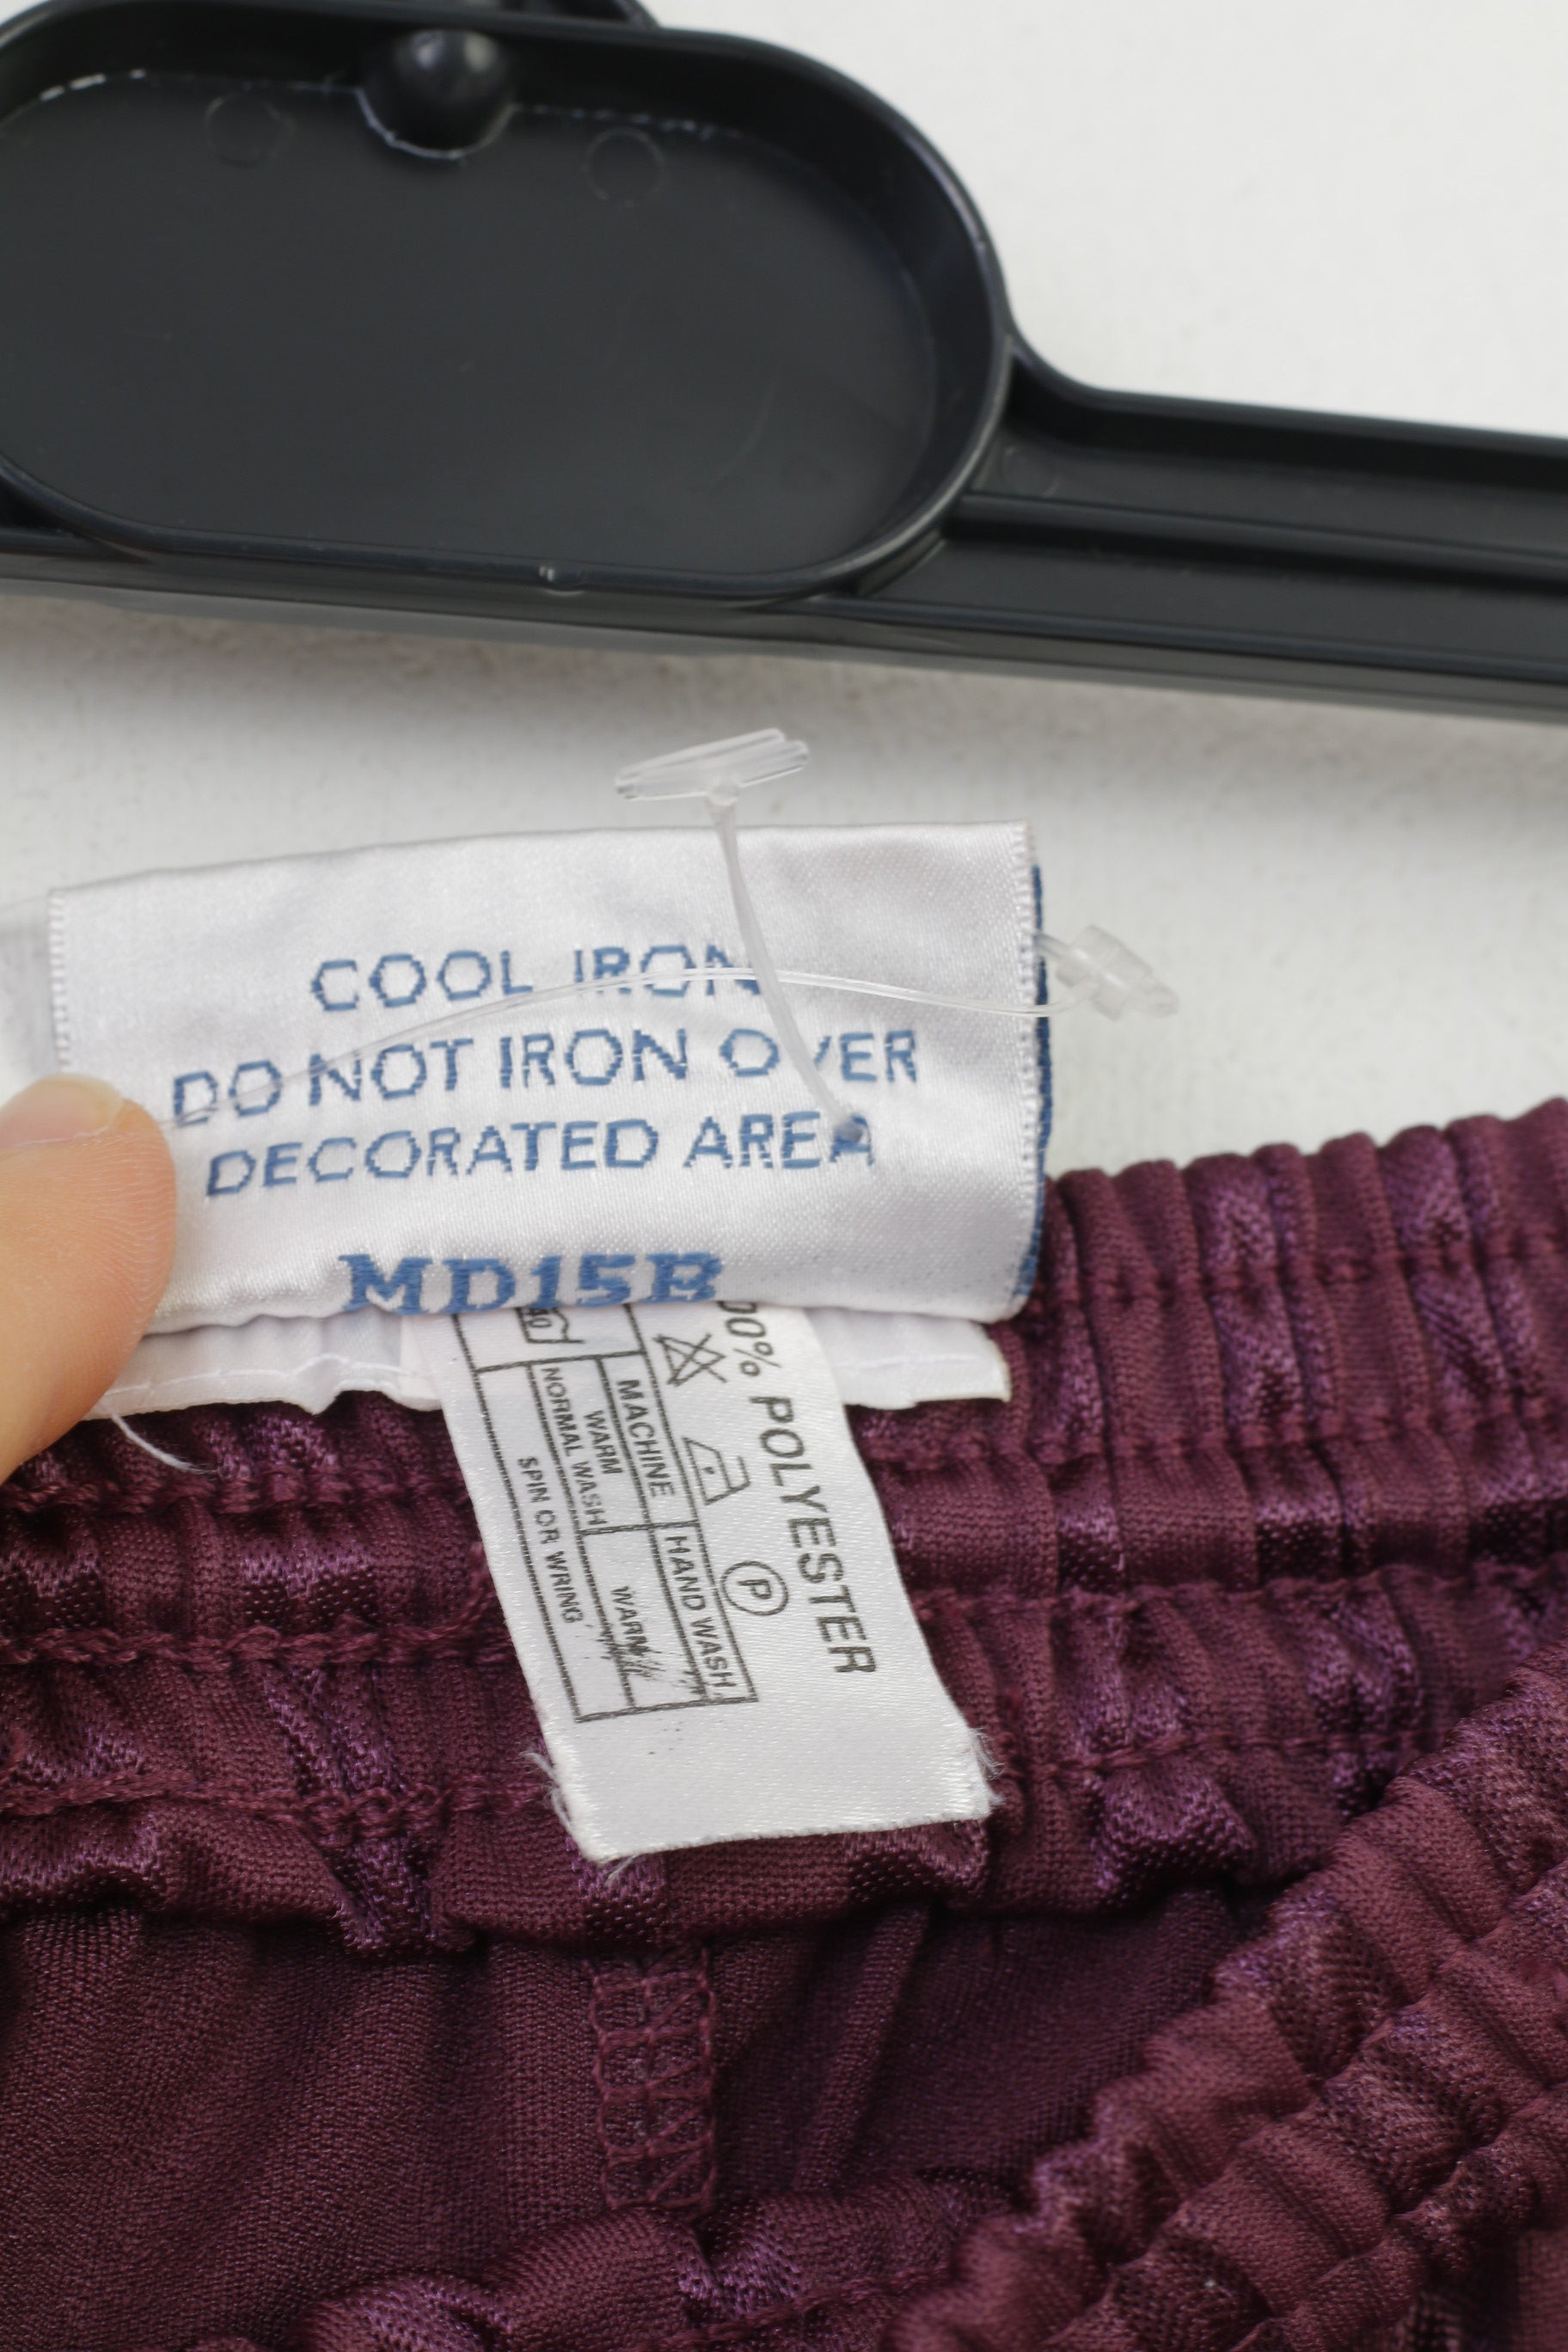 COOL IRON
DO NOT IRON OVER
DECORATED AREA
MD15B
00% POLYESTER
P
40
MACHINE
HAND WASH
WARM
WARM
NORMAL WASH
SPIN OR WRING